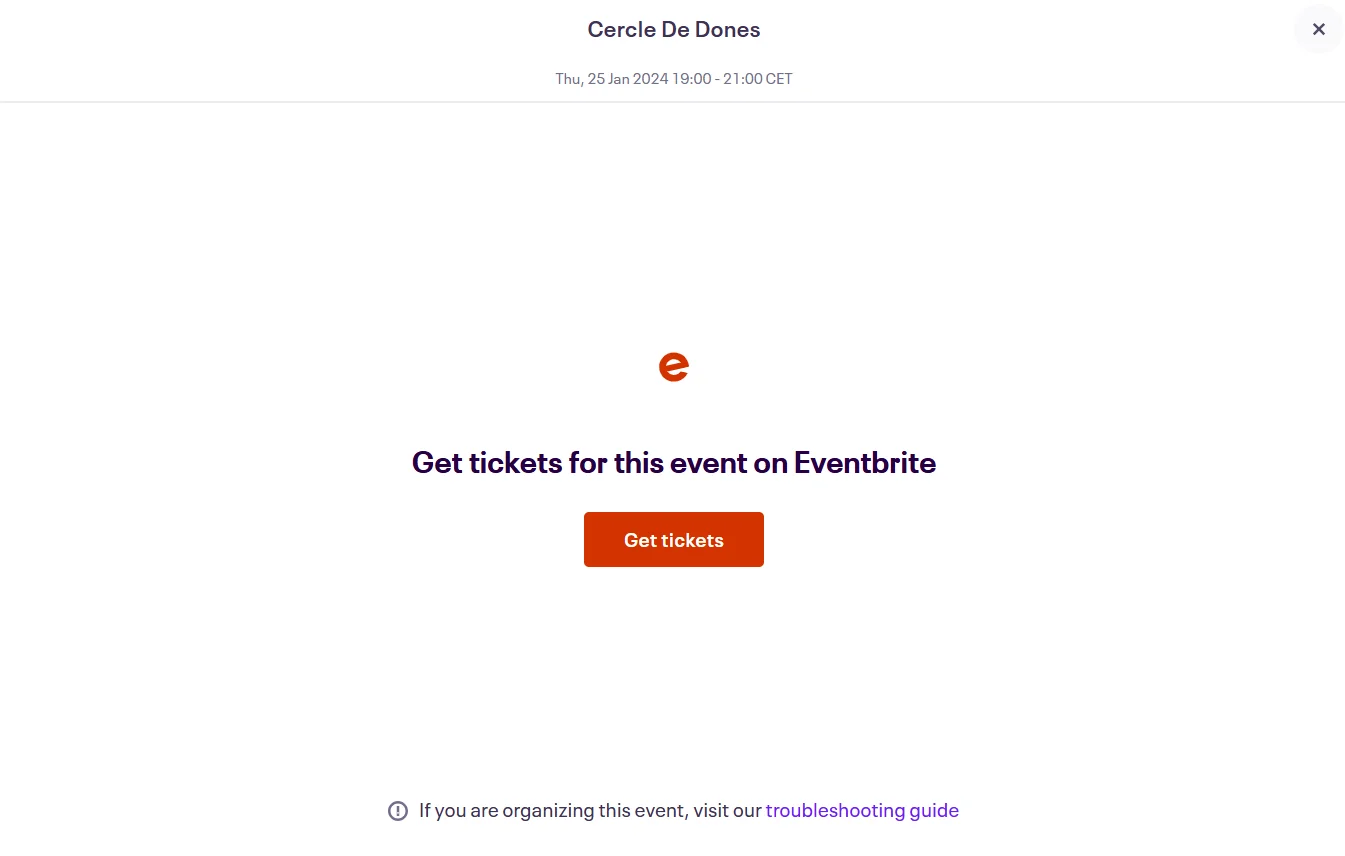 Cercle De Dones
Thu, 25 Jan 2024 19:00 - 21:00 CET
Get tickets for this event on Eventbrite
Get tickets
If you are organizing this event, visit our troubleshooting guide